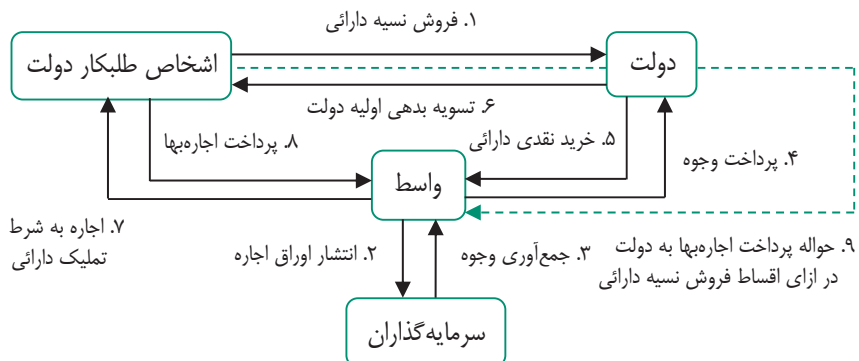 ۱. فروش نسیه دارائی
اشخاص طلبکار دولت
دولت
۶. تسویه بدهی اولیه دولت
۸. پرداخت اجاره‌بها
۵. خرید نقدی دارائی
۴. پرداخت وجوه
واسط
۷. اجاره به شرط
تملیک دارائی
۲. انتشار اوراق اجاره
۳. جمع‌آوری وجوه
۹. حواله پرداخت اجاره‌بها به دولت
در ازای اقساط فروش نسیه دارائی
سرمایه‌گذاران